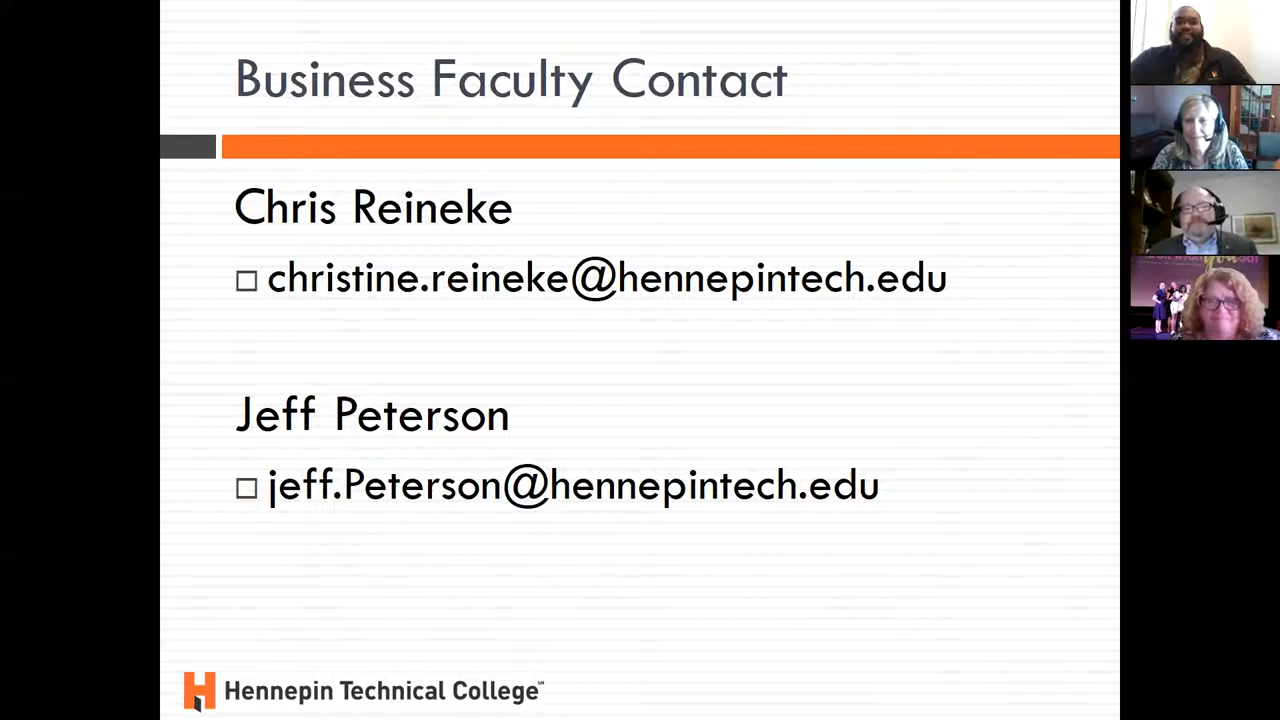 Business Faculty Contact
Chris Reineke
christine.reineke@hennepintech.edu
Jeff Peterson
jeff.Peterson@hennepintech.edu
Hennepin Technical College